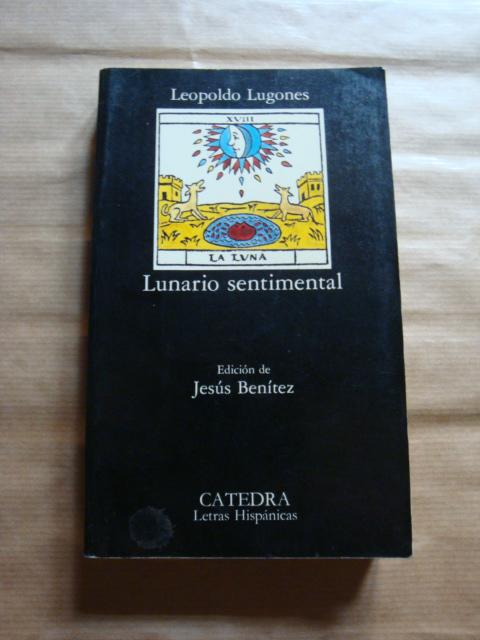 Leopoldo Lugones
XVIII
LA LUNA
Lunario sentimental
Edición de
Jesús Benítez
CATEDRA
Letras Hispánicas